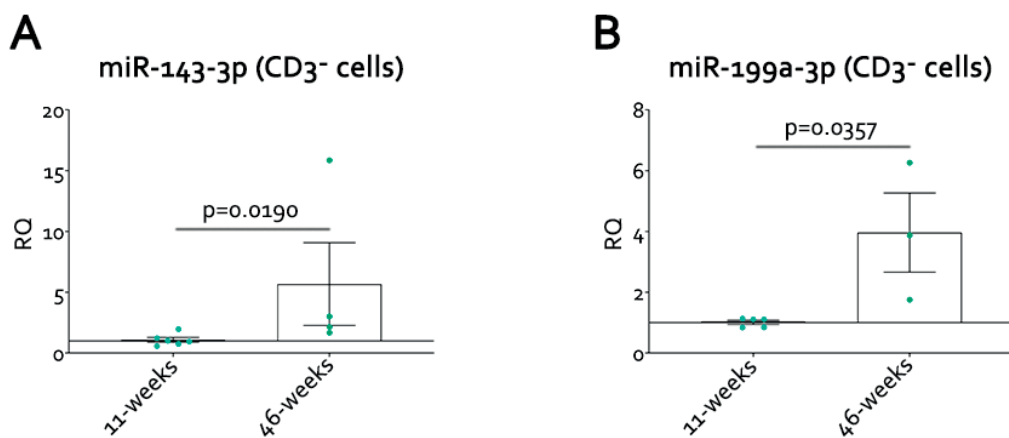 A
miR-143-3p (CD3⁻ cells)
20
15
10
5
0
RQ
p=0.0190
11-weeks
46-weeks
B
miR-199a-3p (CD3⁻ cells)
8
6
4
2
0
RQ
p=0.0357
11-weeks
46-weeks